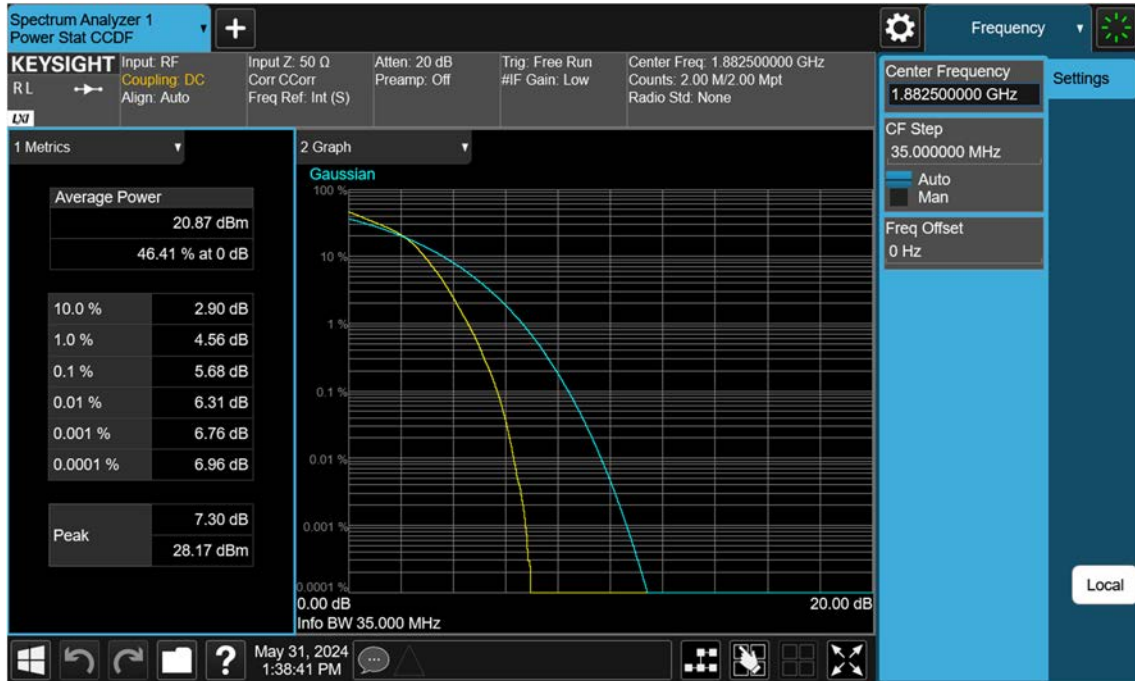 Spectrum Analyzer 1
Power Stat CCDF
+
Frequency
KEYSIGHT
R L
LXI
Input: RF
Coupling: DC
Align: Auto
Input Z: 50 Ω
Corr CCorr
Freq Ref: Int (S)
Atten: 20 dB
Preamp: Off
Trig: Free Run
#IF Gain: Low
Center Freq: 1.882500000 GHz
Counts: 2.00 M/2.00 Mpt
Radio Std: None
Center Frequency
1.882500000 GHz
Settings
CF Step
35.000000 MHz
Auto
Man
Freq Offset
0 Hz
Local
1 Metrics
Average Power
20.87 dBm
46.41 % at 0 dB
10.0 % 2.90 dB
1.0 % 4.56 dB
0.1 % 5.68 dB
0.01 % 6.31 dB
0.001 % 6.76 dB
0.0001 % 6.96 dB
Peak
7.30 dB
28.17 dBm
2 Graph
Gaussian
100 %
10 %
1 %
0.1 %
0.01 %
0.001 %
0.0001 %
0.00 dB 20.00 dB
Info BW 35.000 MHz
?
May 31, 2024
1:38:41 PM